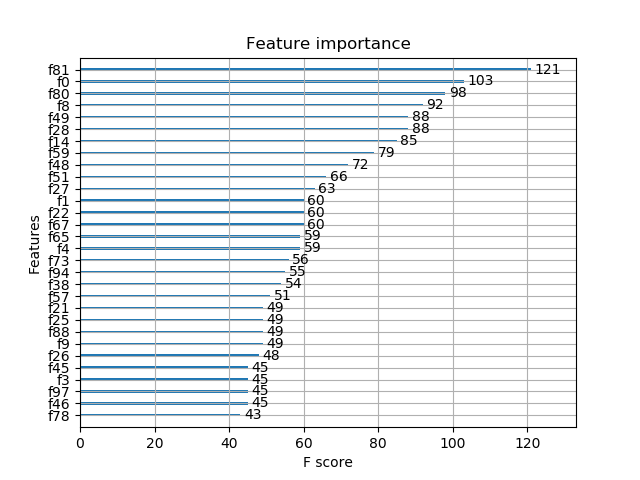 Feature importance
f81 121
f0 103
f80 98
f8 92
f49 88
f28 88
f14 85
f59 79
f48 72
f51 66
f27 63
f1 60
f22 60
f67 60
f65 59
f4 59
f73 56
f94 55
f38 54
f57 51
f21 49
f25 49
f88 49
f9 49
f26 48
f45 45
f3 45
f97 45
f46 45
f78 43
Features
0 20 40 60 80 100 120
F score